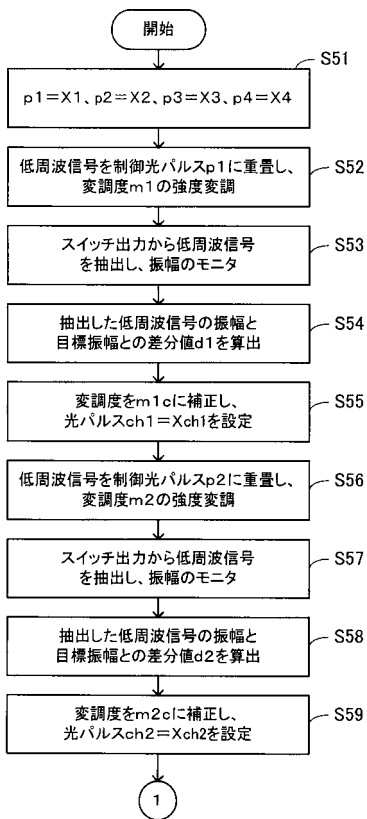 開始
S51
p1=X1、p2=X2、p3=X3、p4=X4
S52
低周波信号を制御光パルスp1に重畳し、
変調度m1の強度変調
S53
スイッチ出力から低周波信号
を抽出し、振幅のモニタ
S54
抽出した低周波信号の振幅と
目標振幅との差分値d1を算出
S55
変調度をm1cに補正し、
光パルスch1=Xch1を設定
S56
低周波信号を制御光パルスp2に重畳し、
変調度m2の強度変調
S57
スイッチ出力から低周波信号
を抽出し、振幅のモニタ
S58
抽出した低周波信号の振幅と
目標振幅との差分値d2を算出
S59
変調度をm2cに補正し、
光パルスch2=Xch2を設定
1